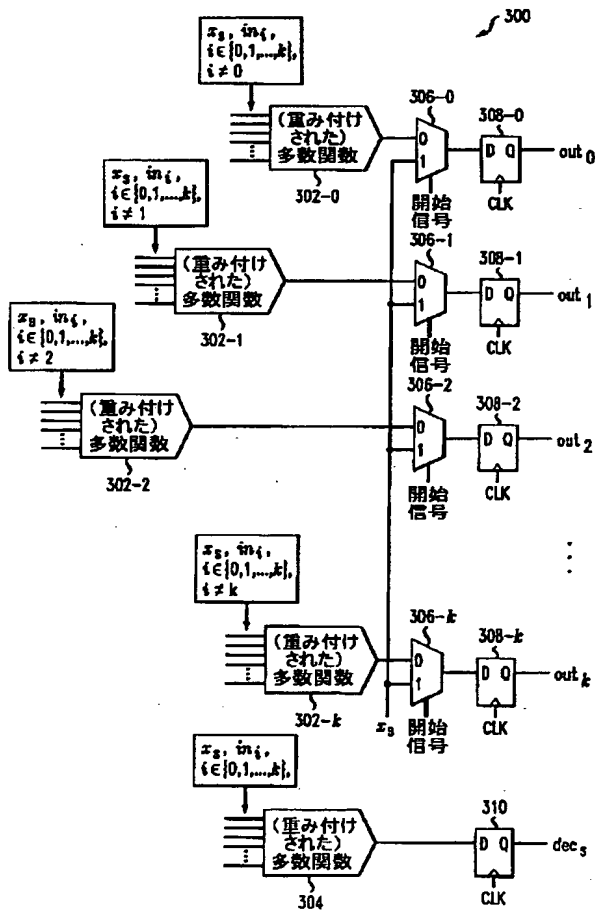 300
x_s, in_i,
i∈{0,1,...,k},
i≠0
(重み付け
された)
多数関数
302-0
306-0
0
1
開始
信号
308-0
D Q
CLK
out_0
x_s, in_i,
i∈{0,1,...,k},
i≠1
(重み付け
された)
多数関数
302-1
306-1
0
1
開始
信号
308-1
D Q
CLK
out_1
x_s, in_i,
i∈{0,1,...,k},
i≠2
(重み付け
された)
多数関数
302-2
306-2
0
1
開始
信号
308-2
D Q
CLK
out_2
x_s, in_i,
i∈{0,1,...,k},
i≠k
(重み付け
された)
多数関数
302-k
306-k
0
1
x_s
開始
信号
308-k
D Q
CLK
out_k
x_s, in_i,
i∈{0,1,...,k},
(重み付け
された)
多数関数
304
310
D Q
CLK
dec_s